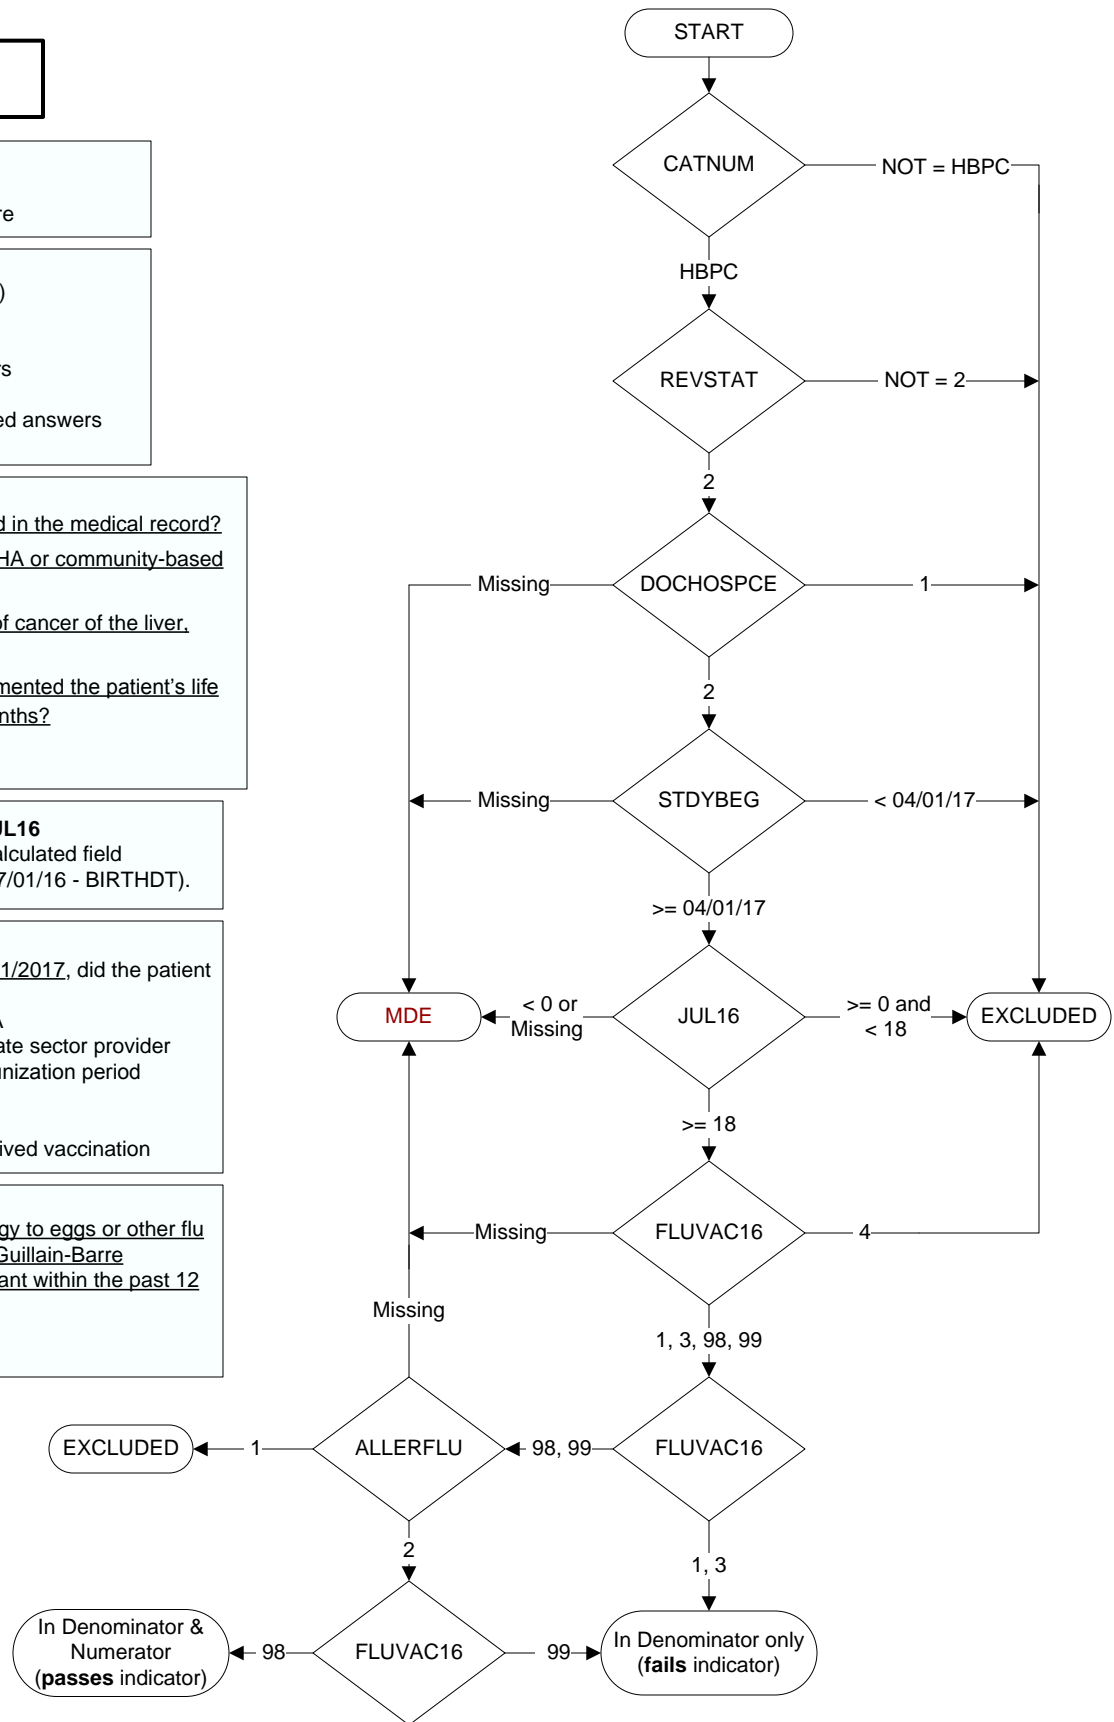 START
CATNUM
NOT = HBPC
HBPC
REVSTAT
NOT = 2
2
DOCHOSPCE
Missing
1
2
STDYBEG
Missing
< 04/01/17
>= 04/01/17
JUL16
< 0 or
Missing
MDE
>= 0 and
< 18
EXCLUDED
>= 18
FLUVAC16
Missing
4
Missing
1, 3, 98, 99
FLUVAC16
98, 99
ALLERFLU
1
EXCLUDED
2
1, 3
FLUVAC16
98
In Denominator &
Numerator
(passes indicator)
99
In Denominator only
(fails indicator)
re
)
rs
ed answers
d in the medical record?
HA or community-based
of cancer of the liver,
mented the patient's life
nths?
UL16
alculated field
7/01/16 - BIRTHDT).
1/2017, did the patient
A
ate sector provider
unization period
ived vaccination
gy to eggs or other flu
Guillain-Barre
ant within the past 12